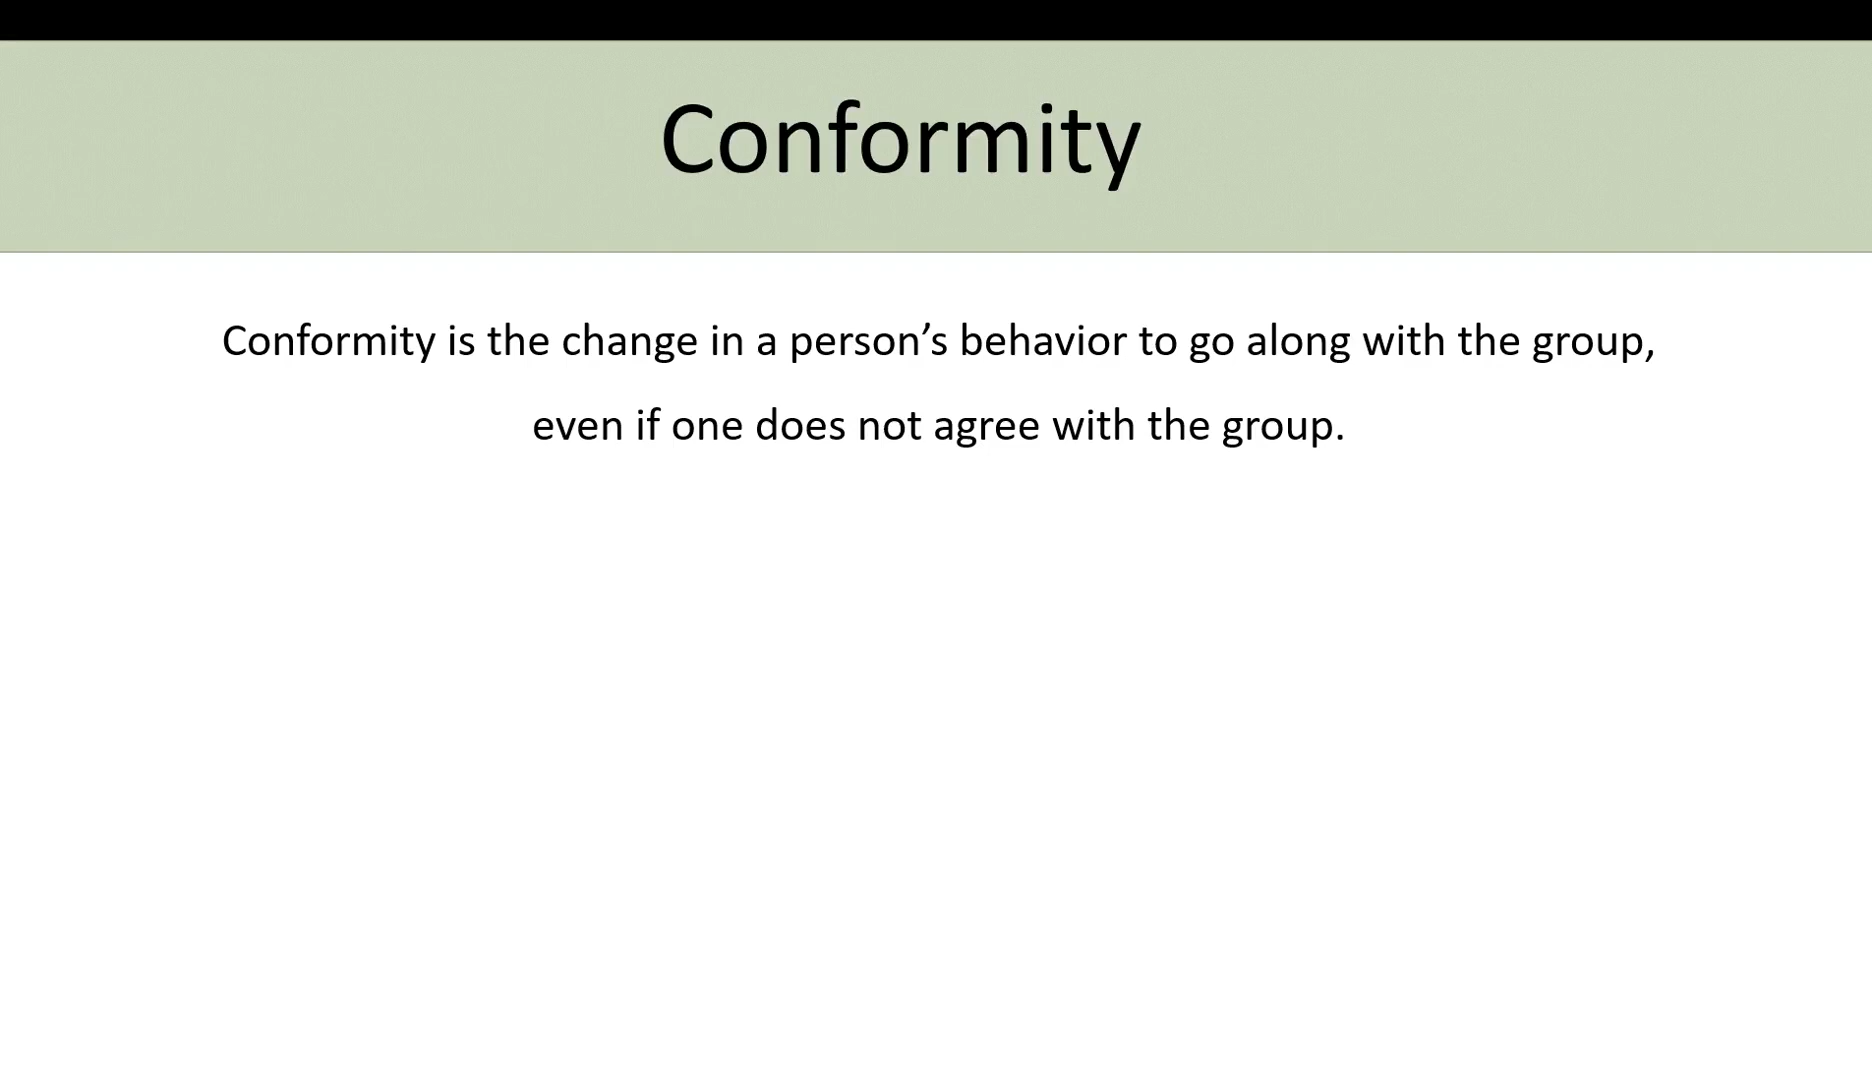 Conformity
Conformity is the change in a person’s behavior to go along with the group,
even if one does not agree with the group.